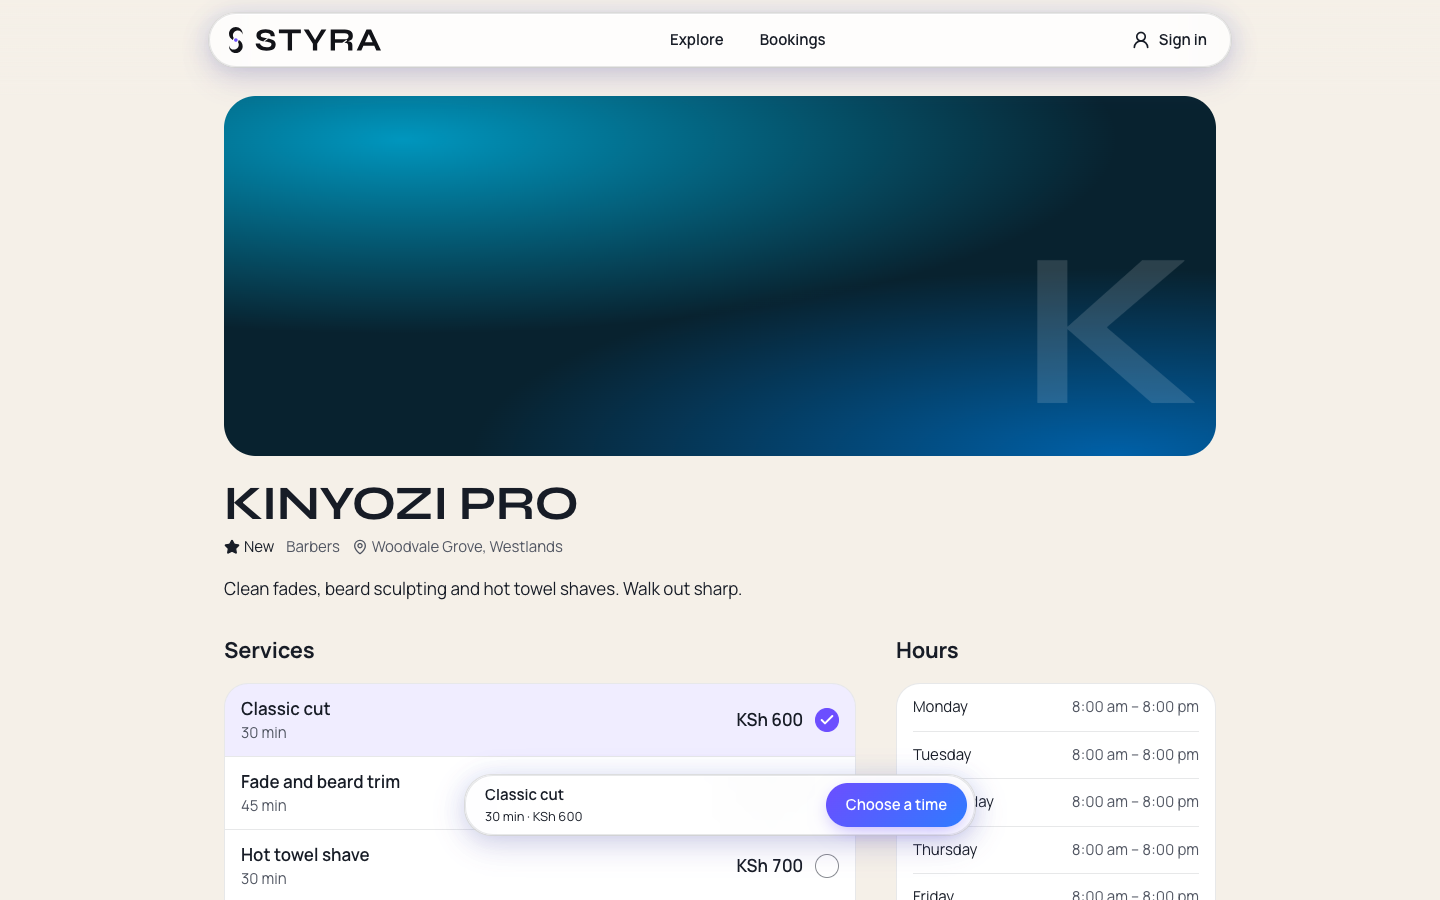 STYRA
Explore
Bookings
Sign in
K
KINYOZI PRO
New
Barbers
Woodvale Grove, Westlands
Clean fades, beard sculpting and hot towel shaves. Walk out sharp.
Services
Classic cut
30 min
KSh 600
Fade and beard trim
45 min
Hot towel shave
30 min
KSh 700
Hours
Monday 8:00 am – 8:00 pm
Tuesday 8:00 am – 8:00 pm
lay 8:00 am – 8:00 pm
Thursday 8:00 am – 8:00 pm
Friday 8:00 am – 8:00 pm
Classic cut
30 min · KSh 600
Choose a time